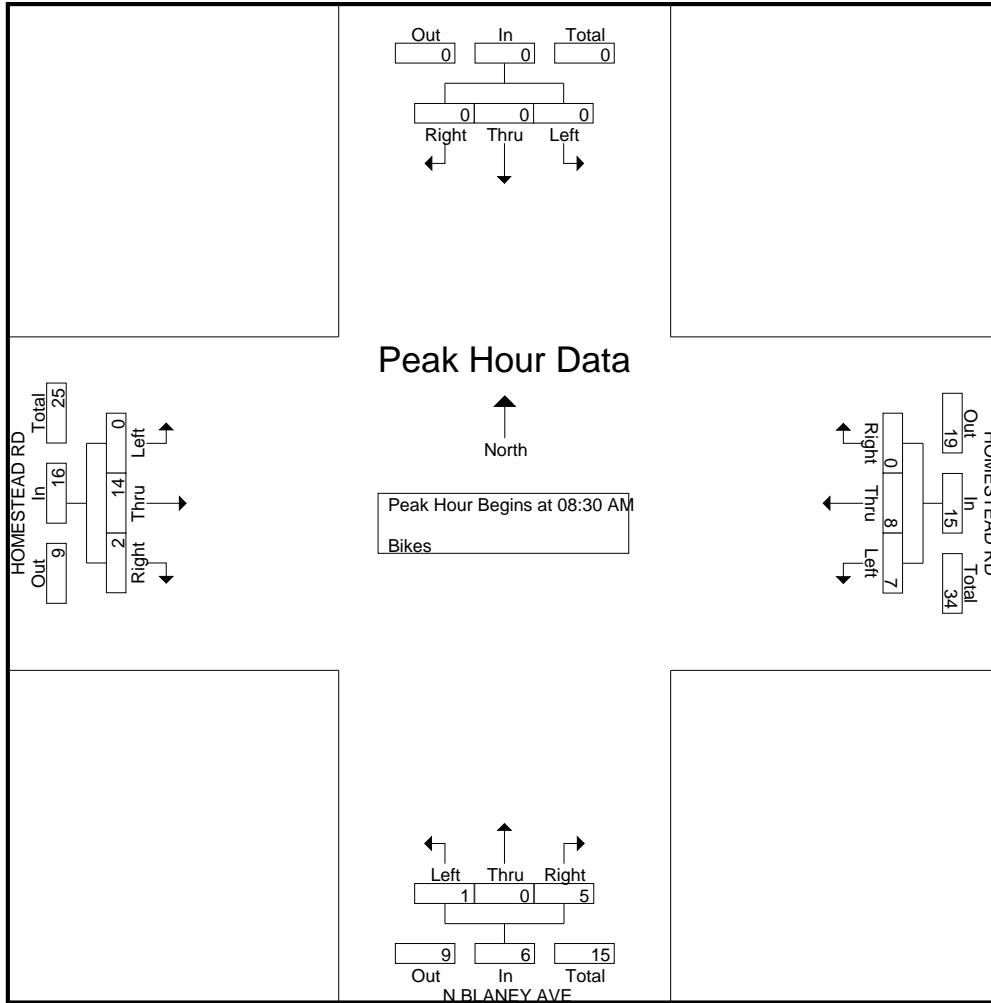 Out In Total
0 0 0
0 0 0
Right Thru Left
Peak Hour Data
North
Peak Hour Begins at 08:30 AM
Bikes
HOMESTEAD RD
Out In Total
9 16 25
Left Thru Right
0 14 2
HOMESTEAD RD
Out In Total
19 15 34
Right Thru Left
0 8 7
Left Thru Right
1 0 5
9 6 15
Out In Total
N BLANEY AVE